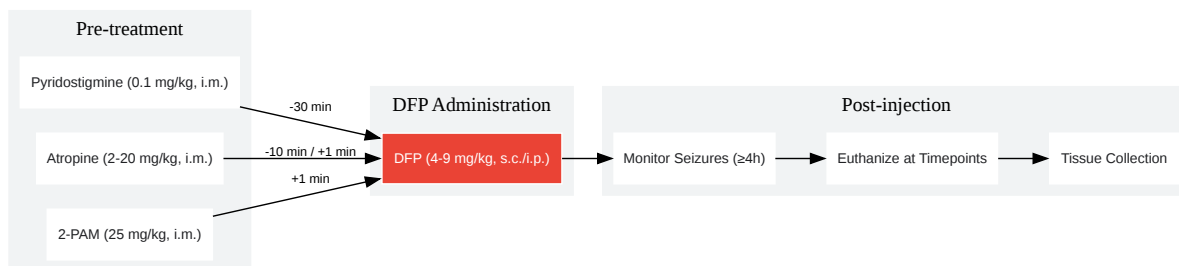 Pre-treatment
Pyridostigmine (0.1 mg/kg, i.m.)
-30 min
Atropine (2-20 mg/kg, i.m.)
-10 min / +1 min
2-PAM (25 mg/kg, i.m.)
+1 min
DFP Administration
DFP (4-9 mg/kg, s.c./i.p.)
Post-injection
Monitor Seizures (≥4h)
Euthanize at Timepoints
Tissue Collection